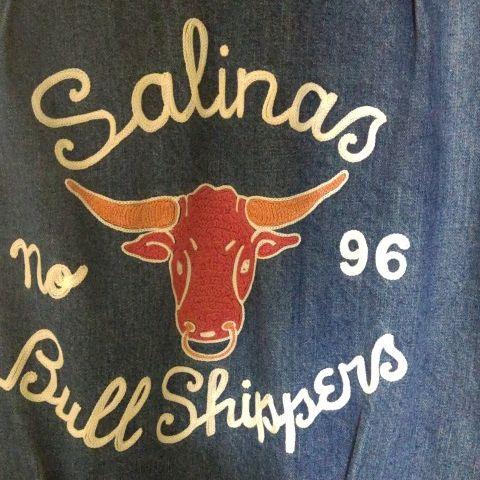 Salinas
no 96
Bull Shippers